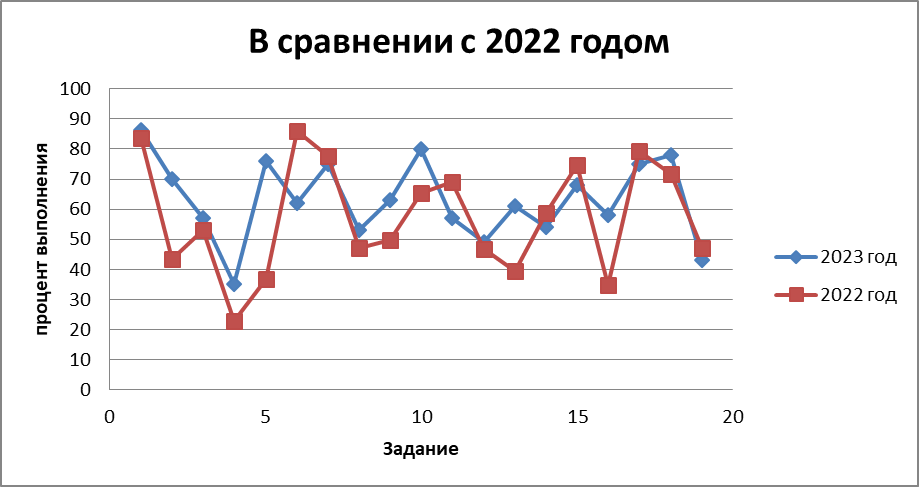 В сравнении с 2022 годом
100
90
80
70
60
50
40
30
20
10
0
процент выполнения
0 5 10 15 20
Задание
2023 год
2022 год